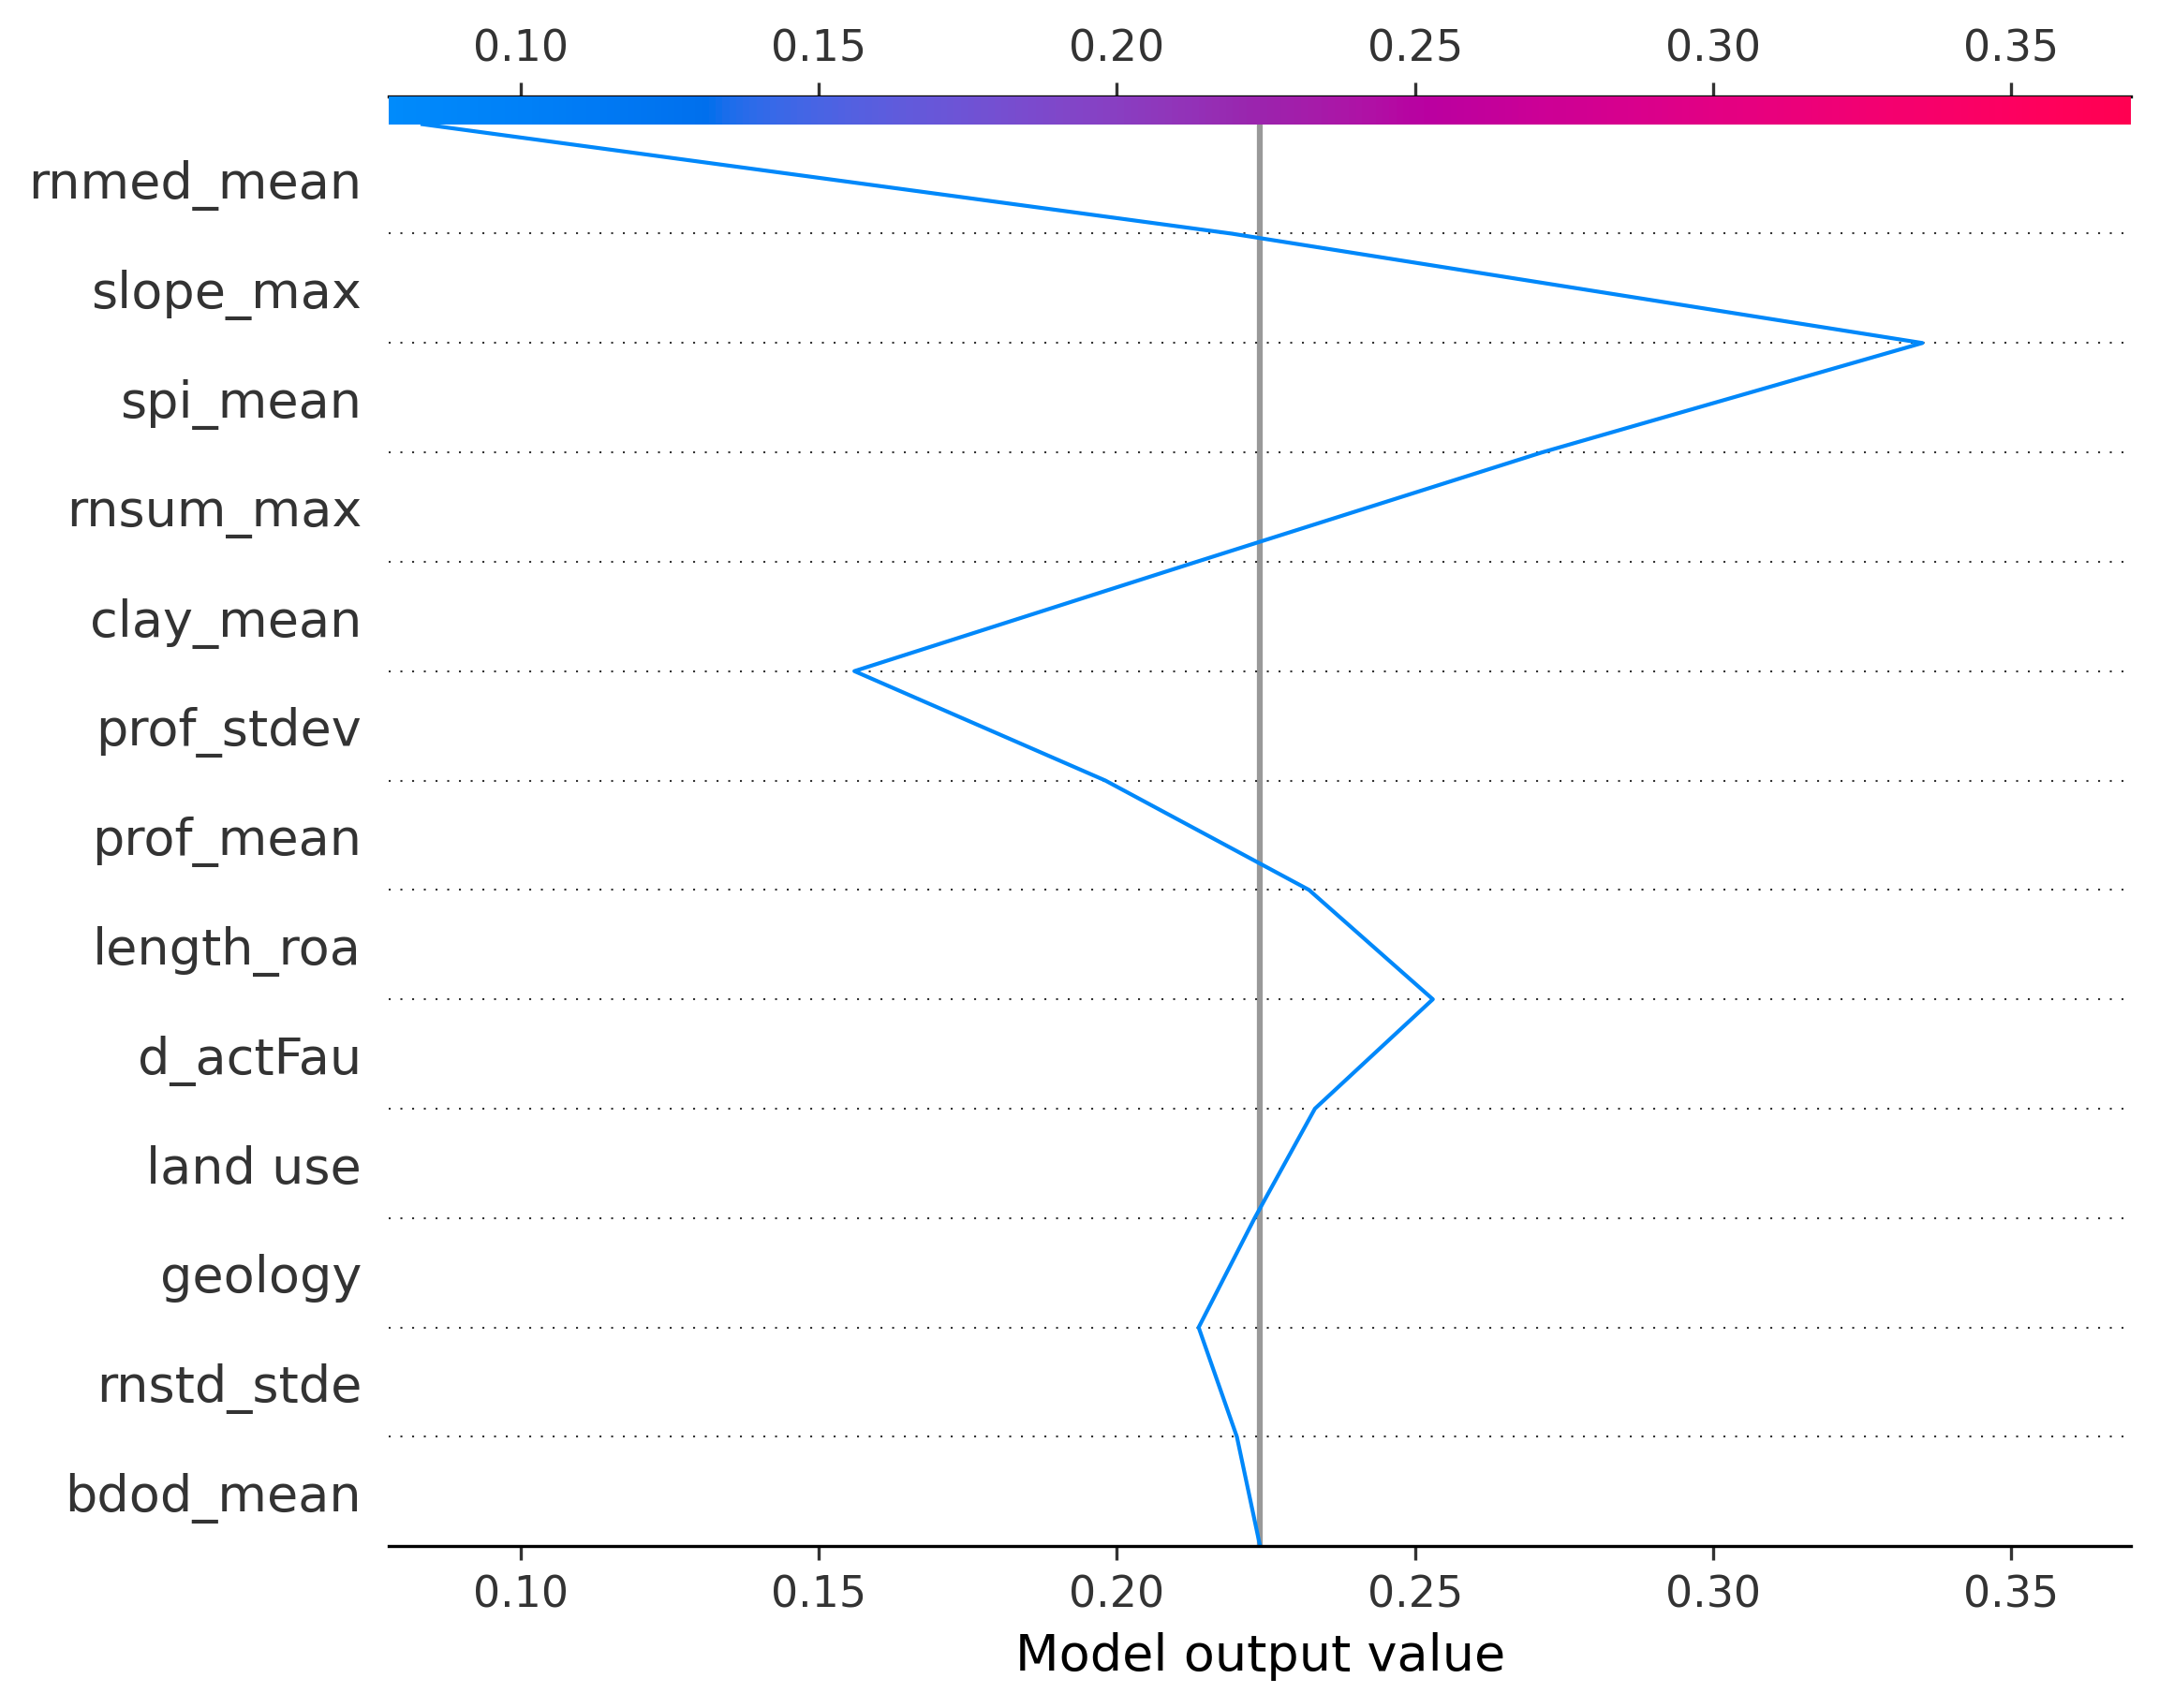 0.10 0.15 0.20 0.25 0.30 0.35
rnmed_mean
slope_max
spi_mean
rnsum_max
clay_mean
prof_stdev
prof_mean
length_roa
d_actFau
land use
geology
rnstd_stde
bdod_mean
0.10 0.15 0.20 0.25 0.30 0.35
Model output value